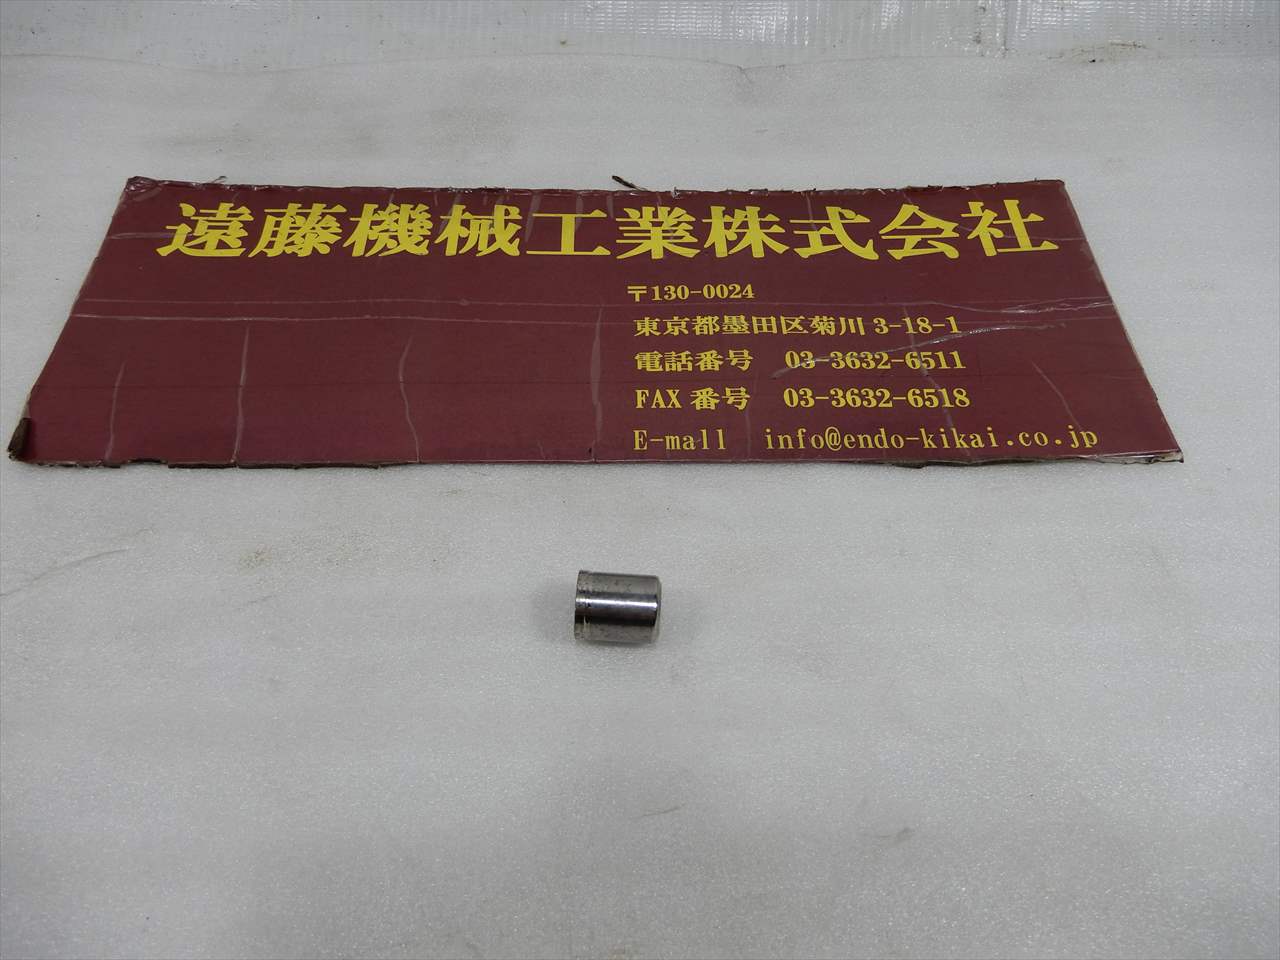 遠藤機械工業株式会社
〒130-0024
東京都墨田区菊川 3-18-1
電話番号 03-3632-6511
FAX 番号 03-3632-6518
E-mall info@endo-kikai.co.jp